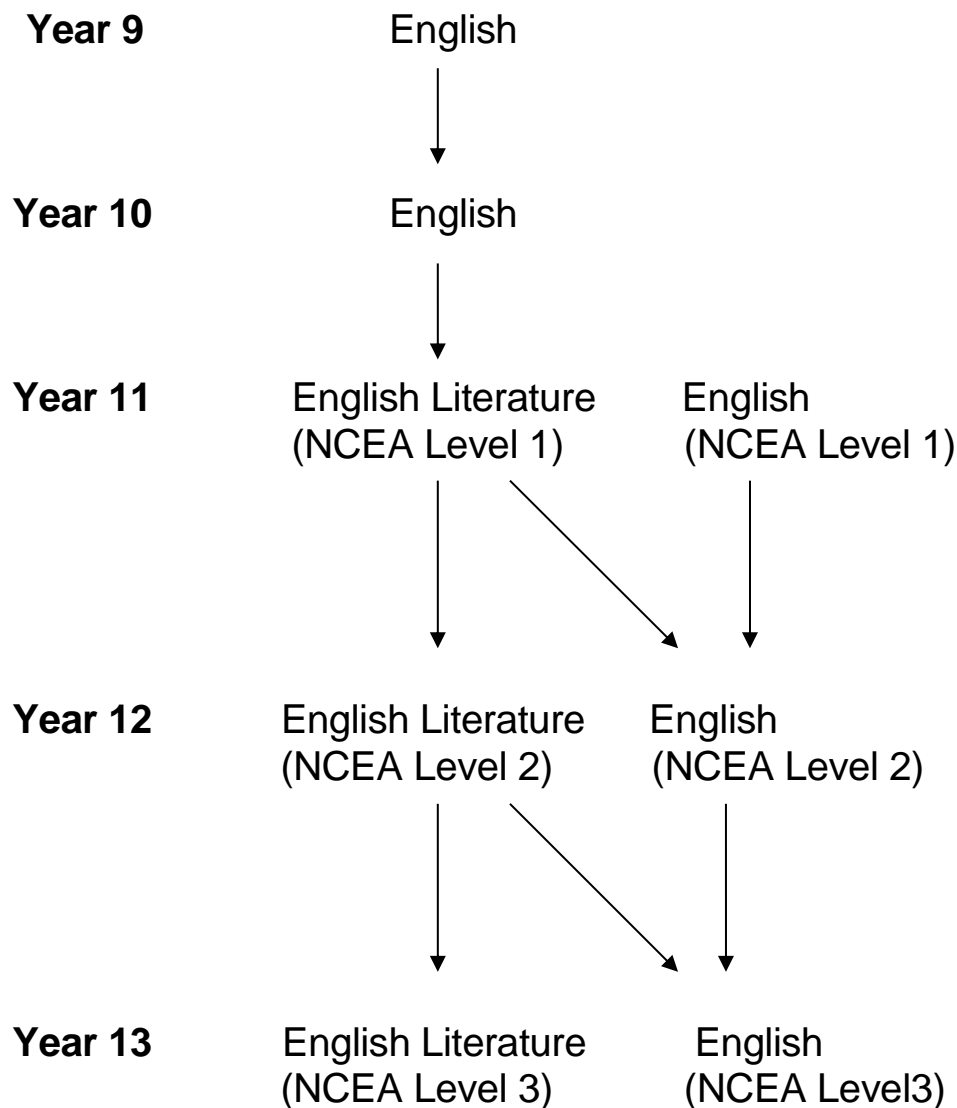 Year 9 English
Year 10 English
Year 11 English Literature English
(NCEA Level 1) (NCEA Level 1)
Year 12 English Literature English
(NCEA Level 2) (NCEA Level 2)
Year 13 English Literature English
(NCEA Level 3) (NCEA Level3)